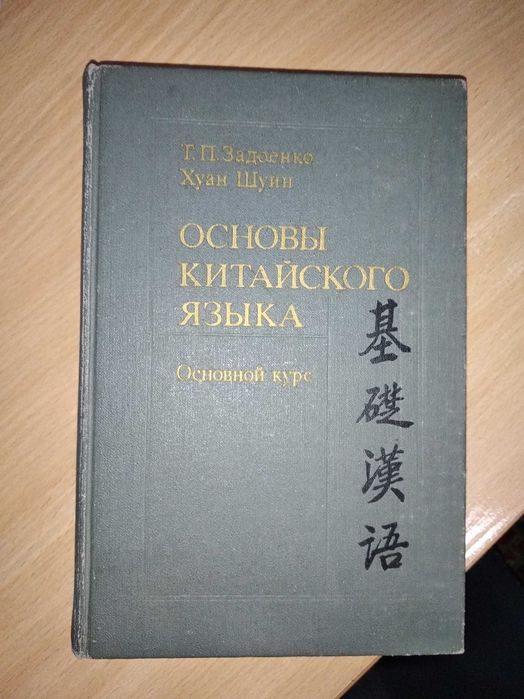 Т. П. Задоенко
Хуан Шуин
ОСНОВЫ
КИТАЙСКОГО
ЯЗЫКА
Основной курс
基礎漢语